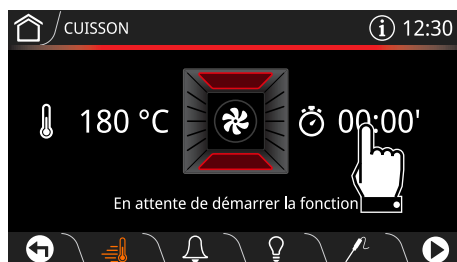 CUISSON
12:30
180 °C
00:00'
En attente de démarrer la fonction